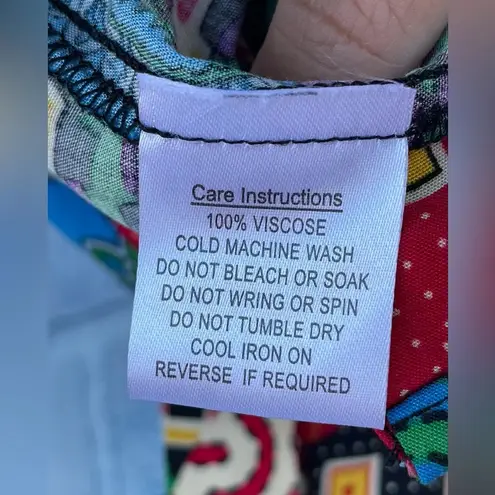 Care Instructions
100% VISCOSE
COLD MACHINE WASH
DO NOT BLEACH OR SOAK
DO NOT WRING OR SPIN
DO NOT TUMBLE DRY
COOL IRON ON
REVERSE IF REQUIRED